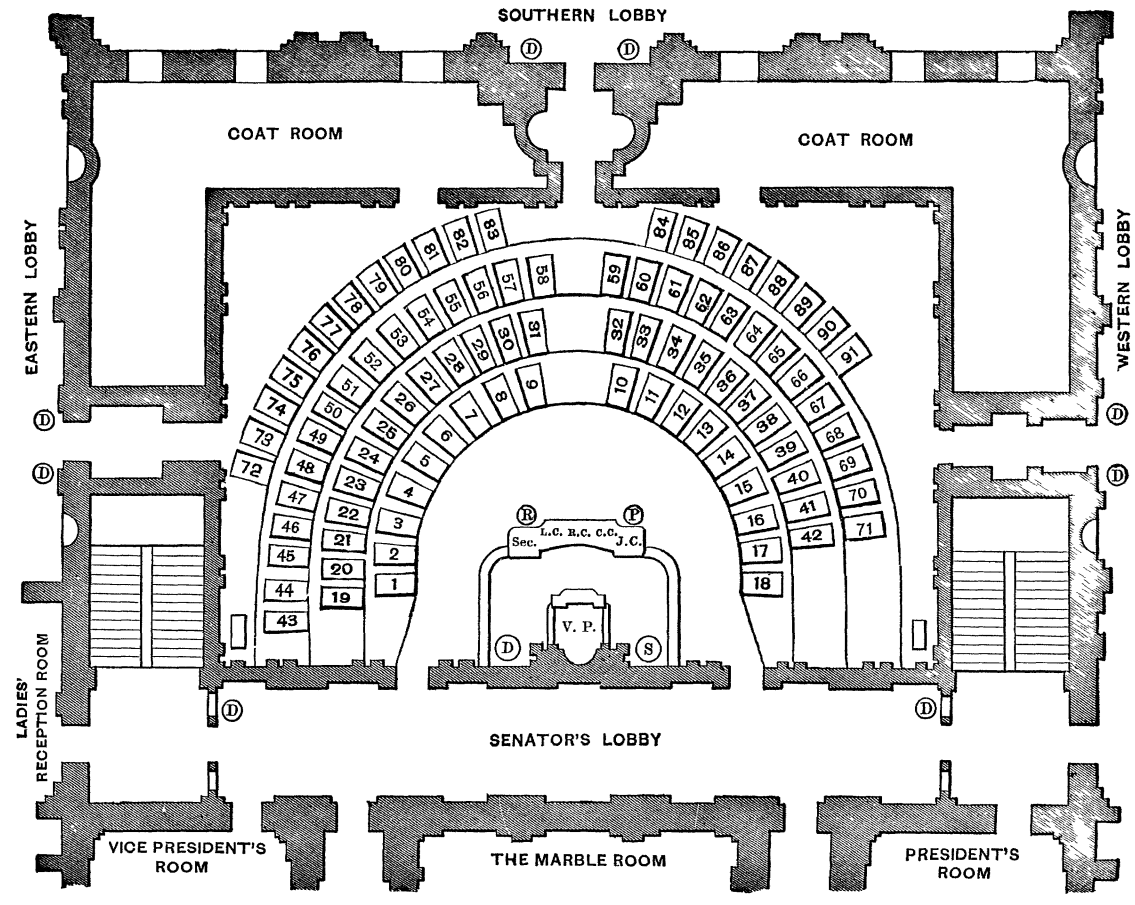 SOUTHERN LOBBY
D D
COAT ROOM
COAT ROOM
EASTERN LOBBY
WESTERN LOBBY
72 73 74 75 76 77 78 79 80 81 82 83
84 85 86 87 88 89 90 91
43 44 45 46 47 48 49 50 51 52 53 54 55 56 57 58
59 60 61 62 63 64 65 66 67 68 69 70 71
19 20 21 22 23 24 25 26 27 28 29 30 31
32 33 34 35 36 37 38 39 40 41 42
1 2 3 4 5 6 7 8 9
10 11 12 13 14 15 16 17 18
D D
D D
R P
L.C. R.C. C.C.
Sec. J.C.
V. P.
D S
LADIES'
RECEPTION ROOM
D D
SENATOR'S LOBBY
VICE PRESIDENT'S
ROOM
THE MARBLE ROOM
PRESIDENT'S
ROOM